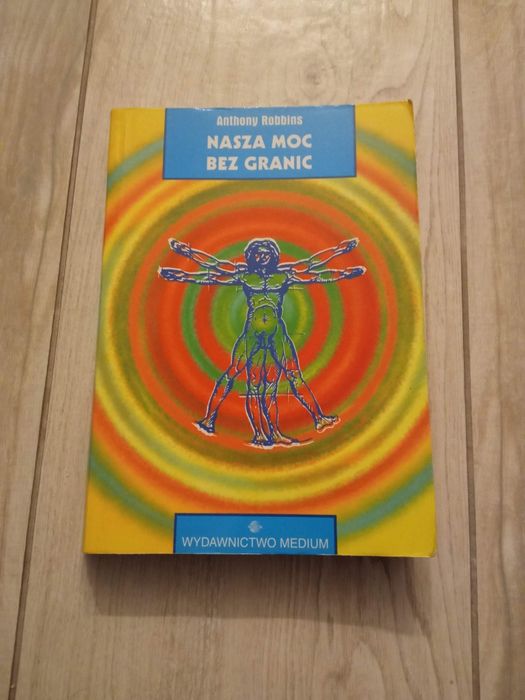 Anthony Robbins
NASZA MOC
BEZ GRANIC
WYDAWNICTWO MEDIUM